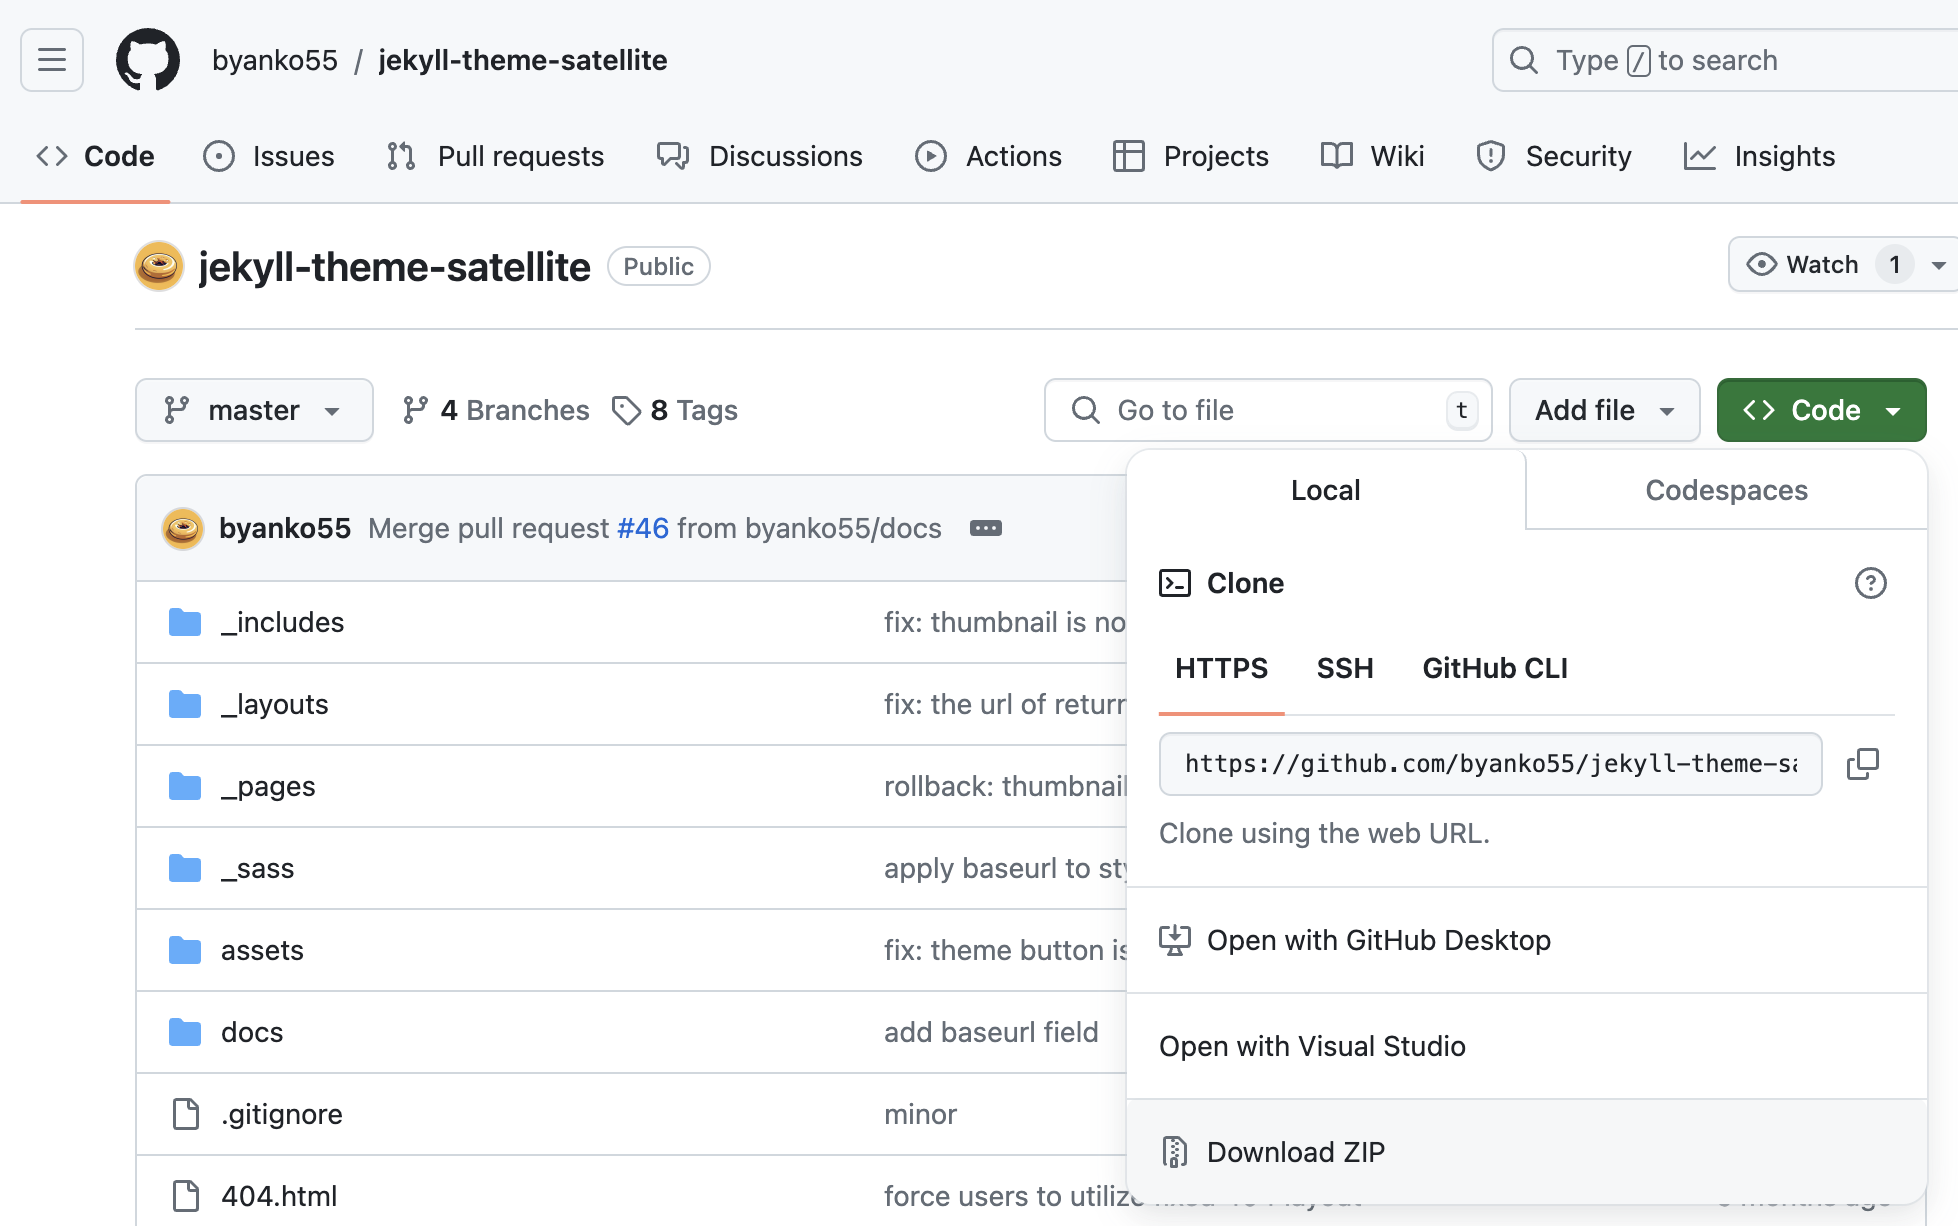 byanko55 / jekyll-theme-satellite
Type / to search
Code Issues Pull requests Discussions Actions Projects Wiki Security Insights
jekyll-theme-satellite Public
Watch 1
master 4 Branches 8 Tags
Go to file t
Add file
Code
Local Codespaces
byanko55 Merge pull request #46 from byanko55/docs
Clone
_includes fix: thumbnail is no
HTTPS SSH GitHub CLI
_layouts fix: the url of return
https://github.com/byanko55/jekyll-theme-sa
_pages rollback: thumbnail
Clone using the web URL.
_sass apply baseurl to sty
assets fix: theme button is
Open with GitHub Desktop
docs add baseurl field
Open with Visual Studio
.gitignore minor
Download ZIP
404.html force users to utilize